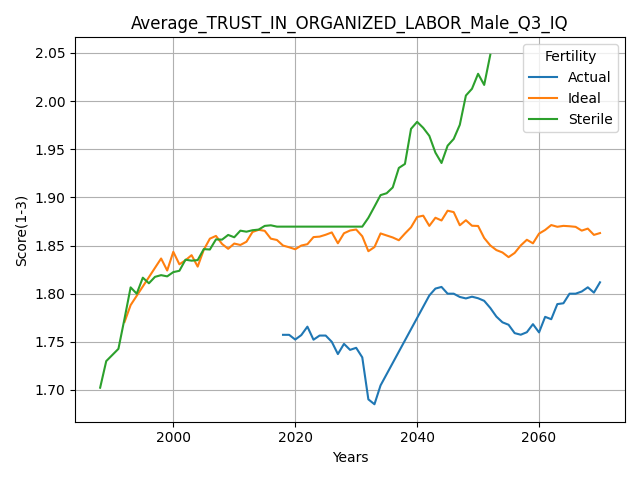 Average_TRUST_IN_ORGANIZED_LABOR_Male_Q3_IQ
Fertility
Actual
Ideal
Sterile
Score(1-3)
2.05
2.00
1.95
1.90
1.85
1.80
1.75
1.70
2000
2020
2040
2060
Years